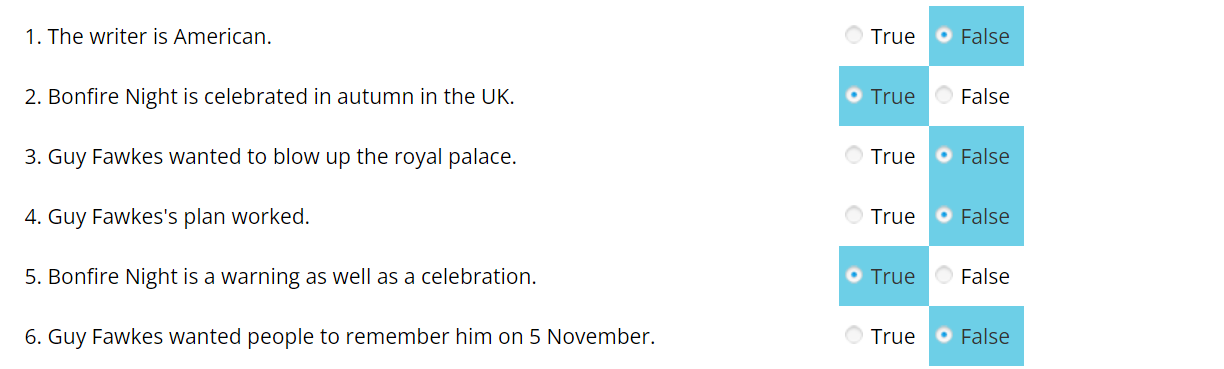 1. The writer is American. True False
2. Bonfire Night is celebrated in autumn in the UK. True False
3. Guy Fawkes wanted to blow up the royal palace. True False
4. Guy Fawkes's plan worked. True False
5. Bonfire Night is a warning as well as a celebration. True False
6. Guy Fawkes wanted people to remember him on 5 November. True False